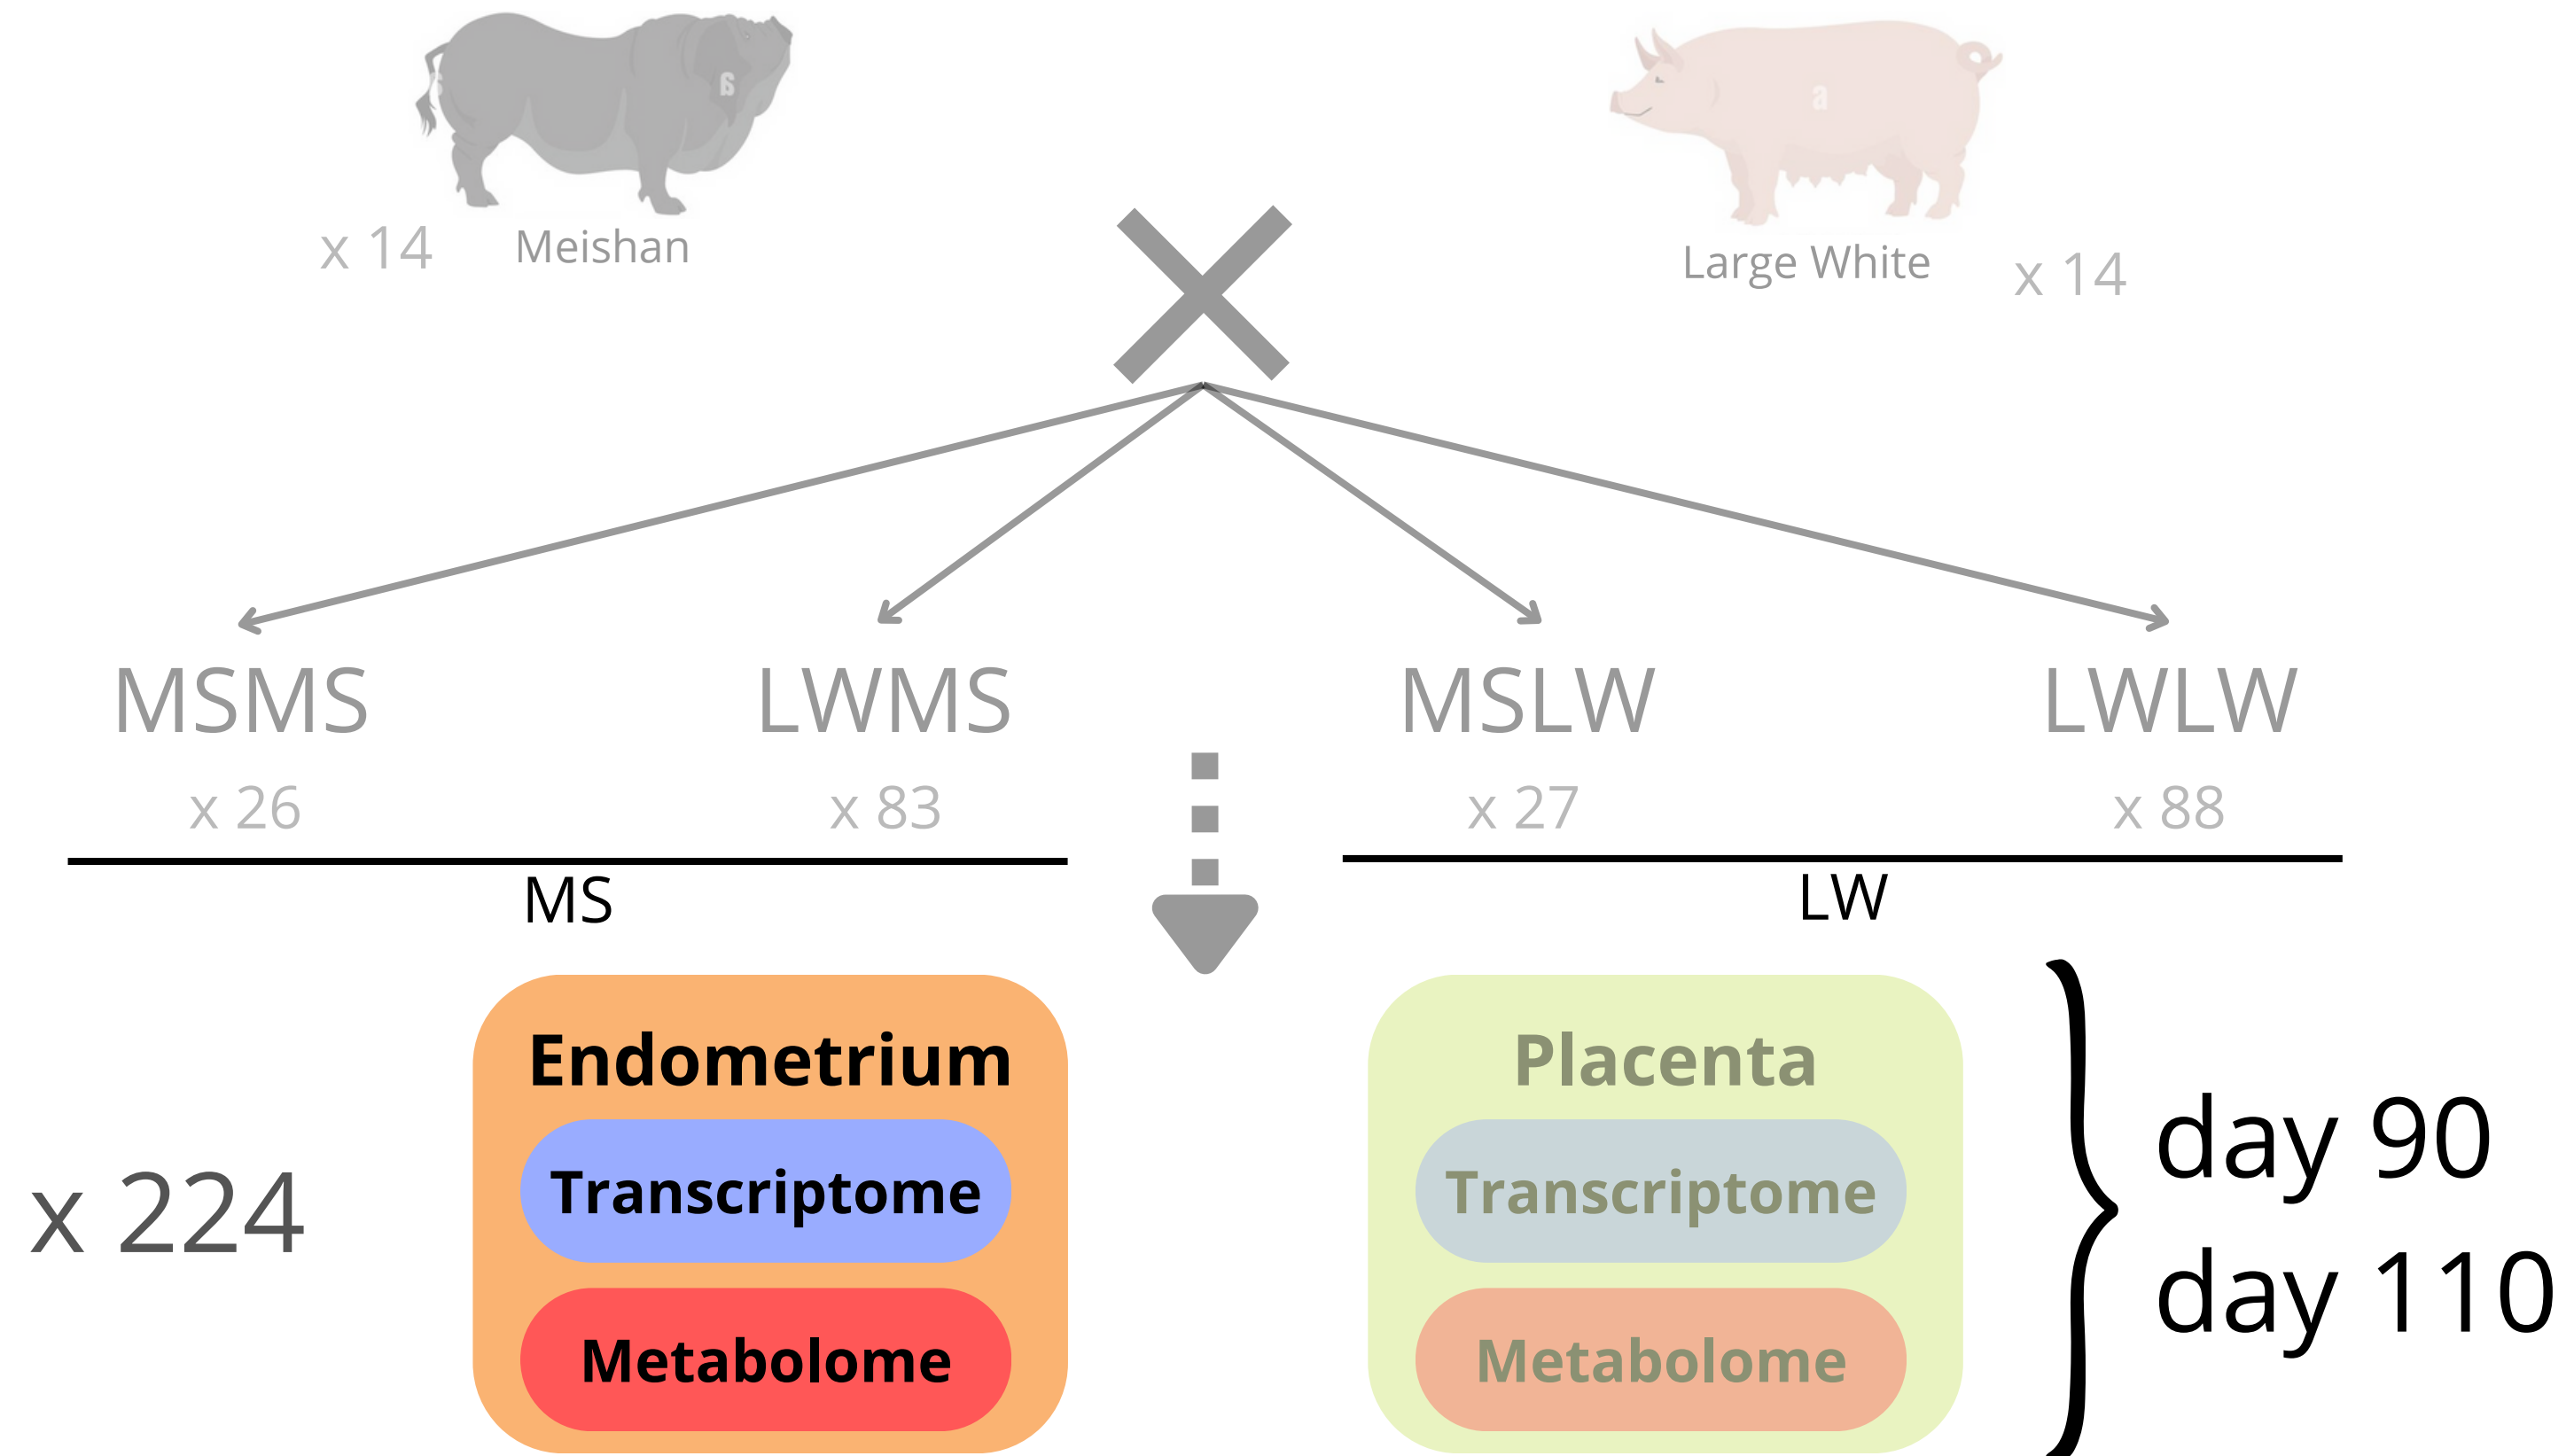 x 14
Meishan
a
a
Large White
x 14
MSMS
LWMS
MSLW
LWLW
x 26
x 83
x 27
x 88
MS
LW
Endometrium
Transcriptome
Metabolome
Placenta
Transcriptome
Metabolome
x 224
day 90
day 110